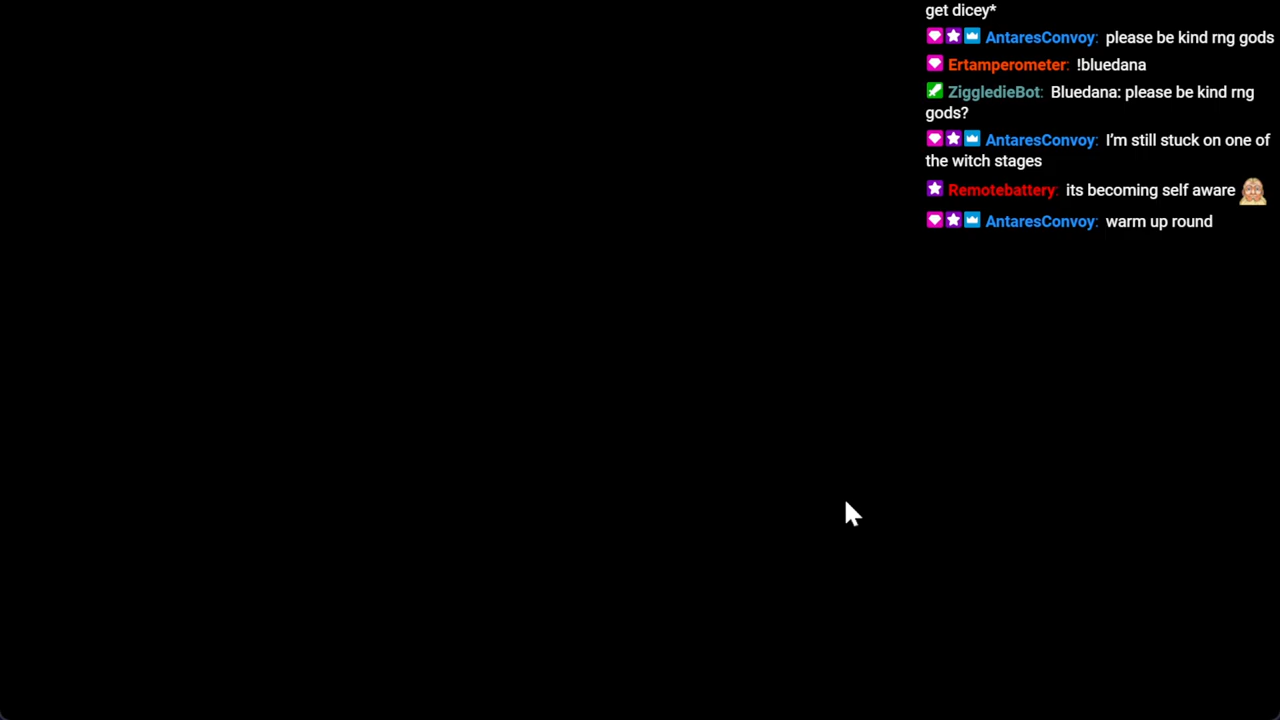 get dicey*
AntaresConvoy: please be kind rng gods
Ertamperometer: !bluedana
ZiggledieBot: Bluedana: please be kind rng
gods?
AntaresConvoy: I’m still stuck on one of
the witch stages
Remotebattery: its becoming self aware
AntaresConvoy: warm up round